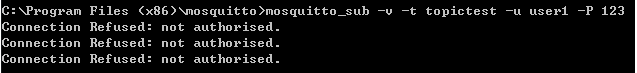 C:\Program Files (x86)\mosquitto>mosquitto_sub -v -t topictest -u user1 -P 123
Connection Refused: not authorised.
Connection Refused: not authorised.
Connection Refused: not authorised.